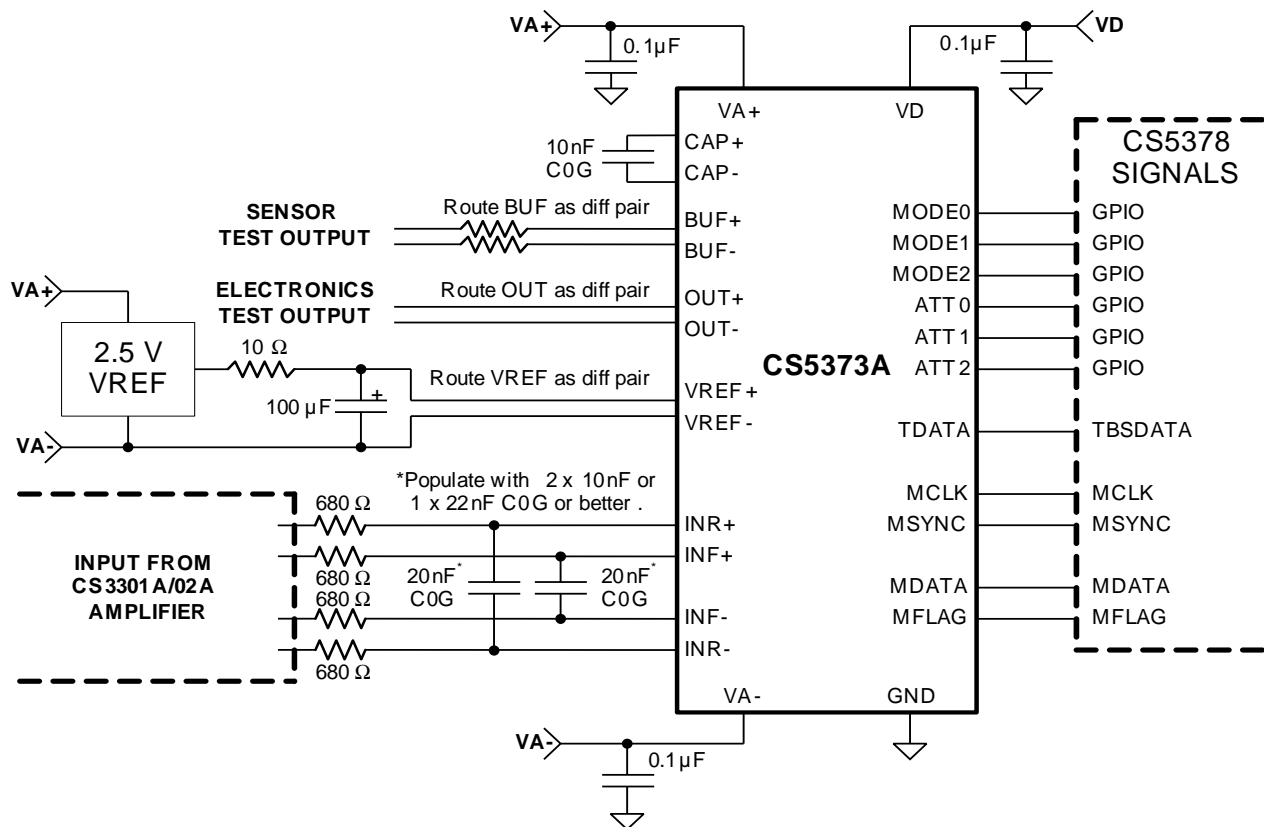 VA+
0.1µF
0.1µF
VD
VA+
VD
CAP+
10nF
C0G
CAP-
CS5378
SIGNALS
SENSOR
TEST OUTPUT
Route BUF as diff pair
BUF+
BUF-
MODE0
GPIO
MODE1
GPIO
MODE2
GPIO
VA+
ELECTRONICS
TEST OUTPUT
Route OUT as diff pair
OUT+
OUT-
ATT0
GPIO
ATT1
GPIO
2.5 V
VREF
10 Ω
CS5373A
ATT2
GPIO
Route VREF as diff pair
VREF+
100 µF
+
VREF-
TDATA
TBSDATA
VA-
*Populate with 2 x 10nF or
1 x 22nF C0G or better .
MCLK
MCLK
680 Ω
INR+
MSYNC
MSYNC
INPUT FROM
CS3301A/02A
AMPLIFIER
INF+
680 Ω
20nF*
C0G
20nF*
C0G
MDATA
MDATA
680 Ω
INF-
MFLAG
MFLAG
INR-
680 Ω
VA-
GND
VA-
0.1µF